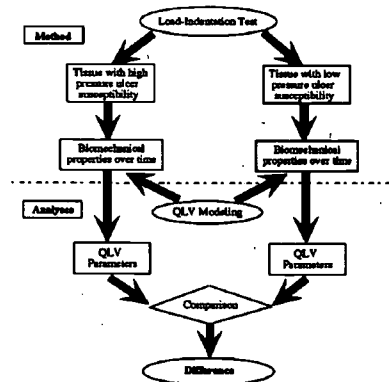 Load-Indentation Test
Method
Tissue with high
pressure ulcer
susceptibility
Tissue with low
pressure ulcer
susceptibility
Biomechanical
properties over time
Biomechanical
properties over time
Analyses
QLV Modeling
QLV
Parameters
QLV
Parameters
Comparison
Difference